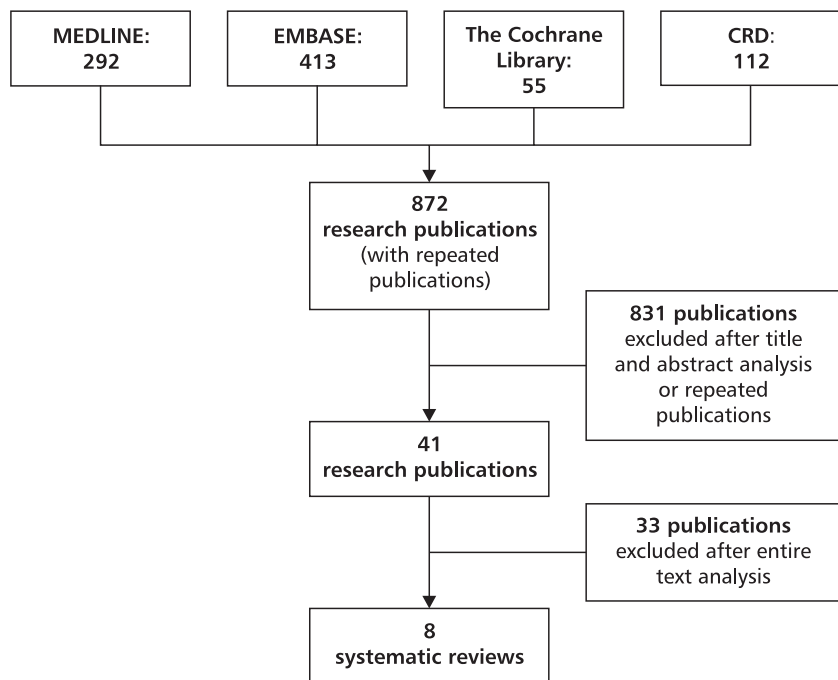 MEDLINE:
292
EMBASE:
413
The Cochrane
Library:
55
CRD:
112
872
research publications
(with repeated
publications)
831 publications
excluded after title
and abstract analysis
or repeated
publications
41
research publications
33 publications
excluded after entire
text analysis
8
systematic reviews